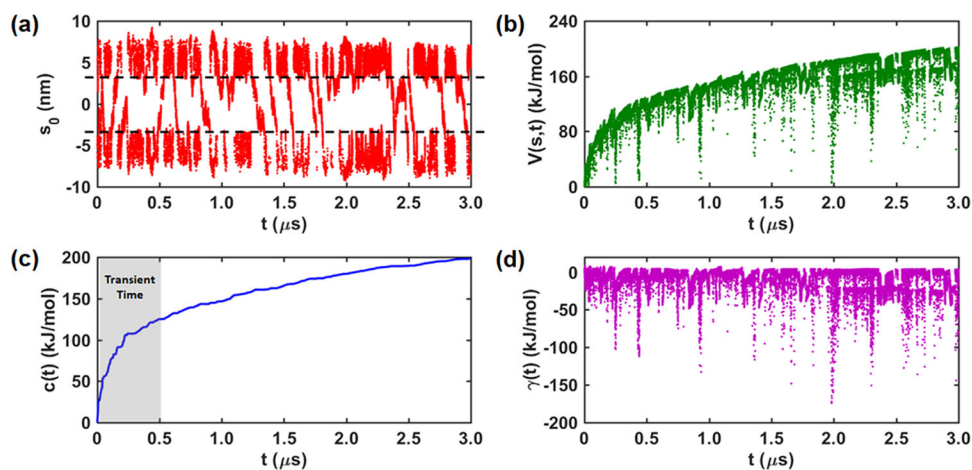 (a)
10
5
0
-5
-10
s0 (nm)
0 0.5 1.0 1.5 2.0 2.5 3.0
t (μs)
(b)
240
160
80
0
V(s,t) (kJ/mol)
0 0.5 1.0 1.5 2.0 2.5 3.0
t (μs)
(c)
200
150
100
50
0
c(t) (kJ/mol)
Transient
Time
0 0.5 1.0 1.5 2.0 2.5 3.0
t (μs)
(d)
0
-50
-100
-150
-200
γ(t) (kJ/mol)
0 0.5 1.0 1.5 2.0 2.5 3.0
t (μs)